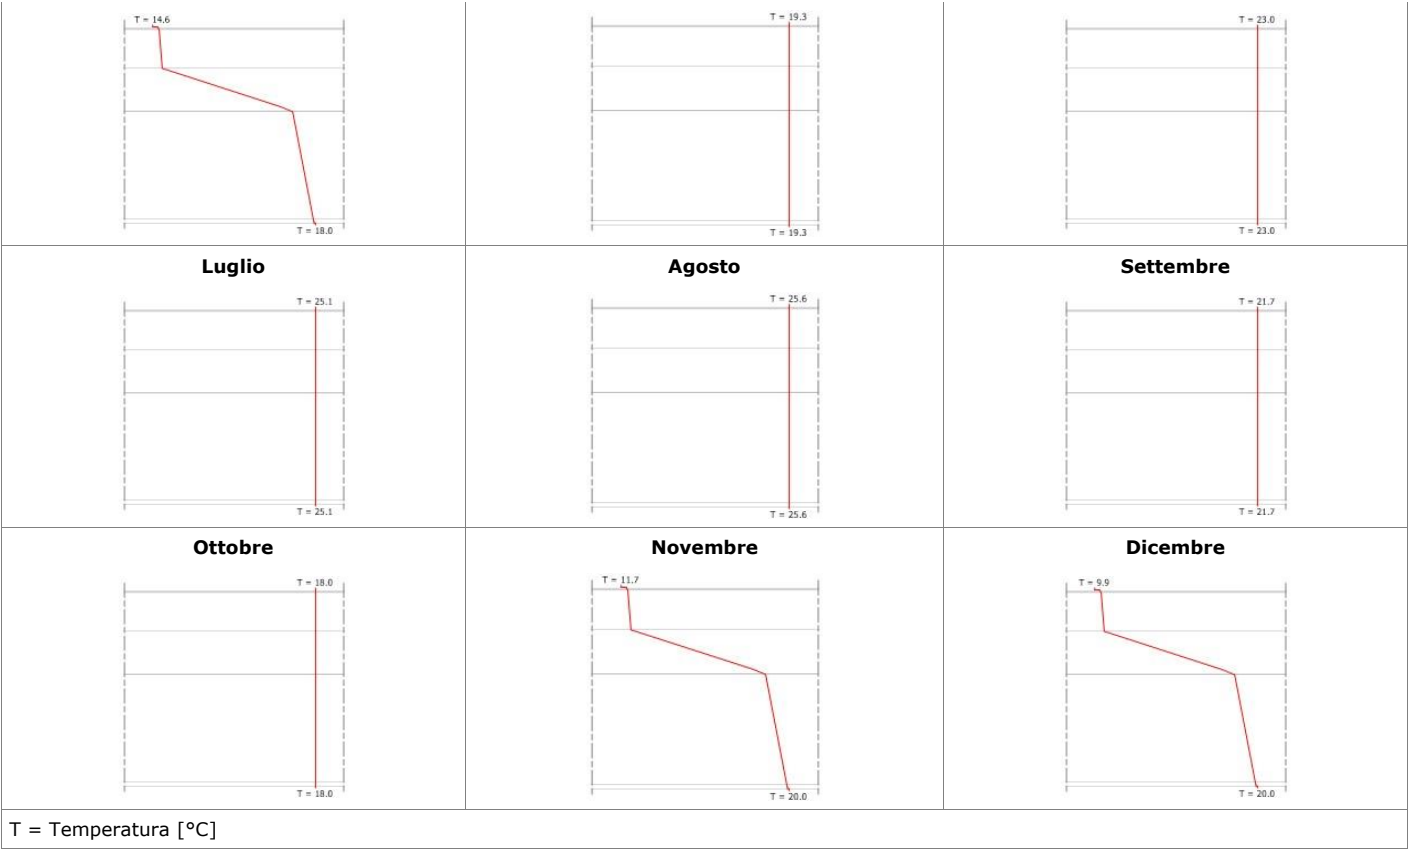 T = 14.6
T = 19.3
T = 23.0
T = 18.0
T = 19.3
T = 23.0
Luglio
Agosto
Settembre
T = 25.1
T = 25.6
T = 21.7
T = 25.1
T = 25.6
T = 21.7
Ottobre
Novembre
Dicembre
T = 18.0
T = 11.7
T = 9.9
T = 18.0
T = 20.0
T = 20.0
T = Temperatura [°C]